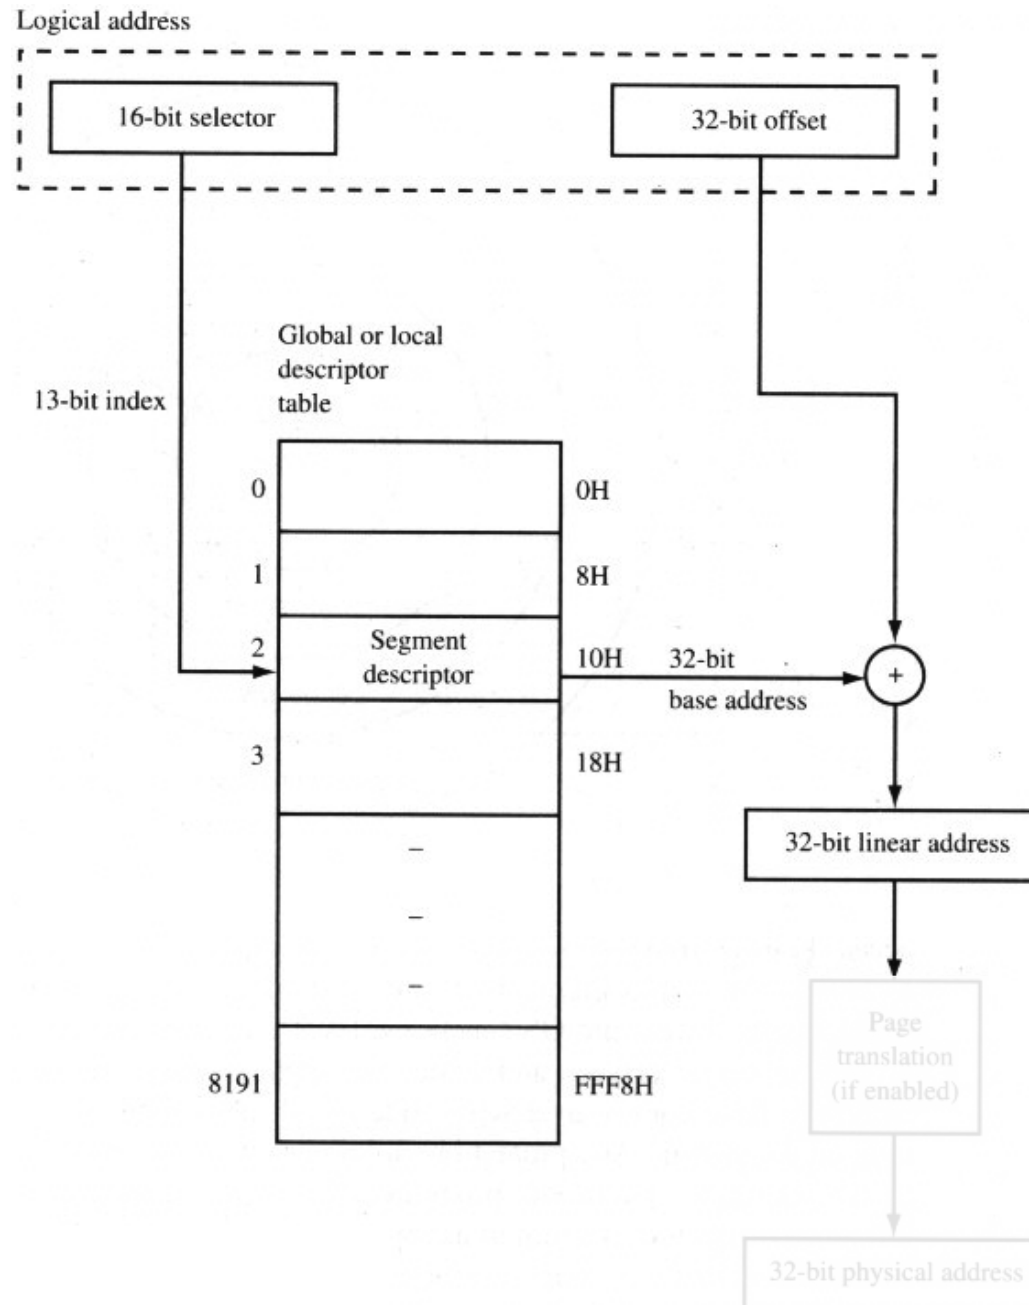 Logical address
16-bit selector
32-bit offset
Global or local
descriptor
table
13-bit index
0
0H
1
8H
2
Segment
descriptor
10H
32-bit
base address
+
3
18H
32-bit linear address
–
–
–
Page
translation
(if enabled)
8191
FFF8H
32-bit physical address